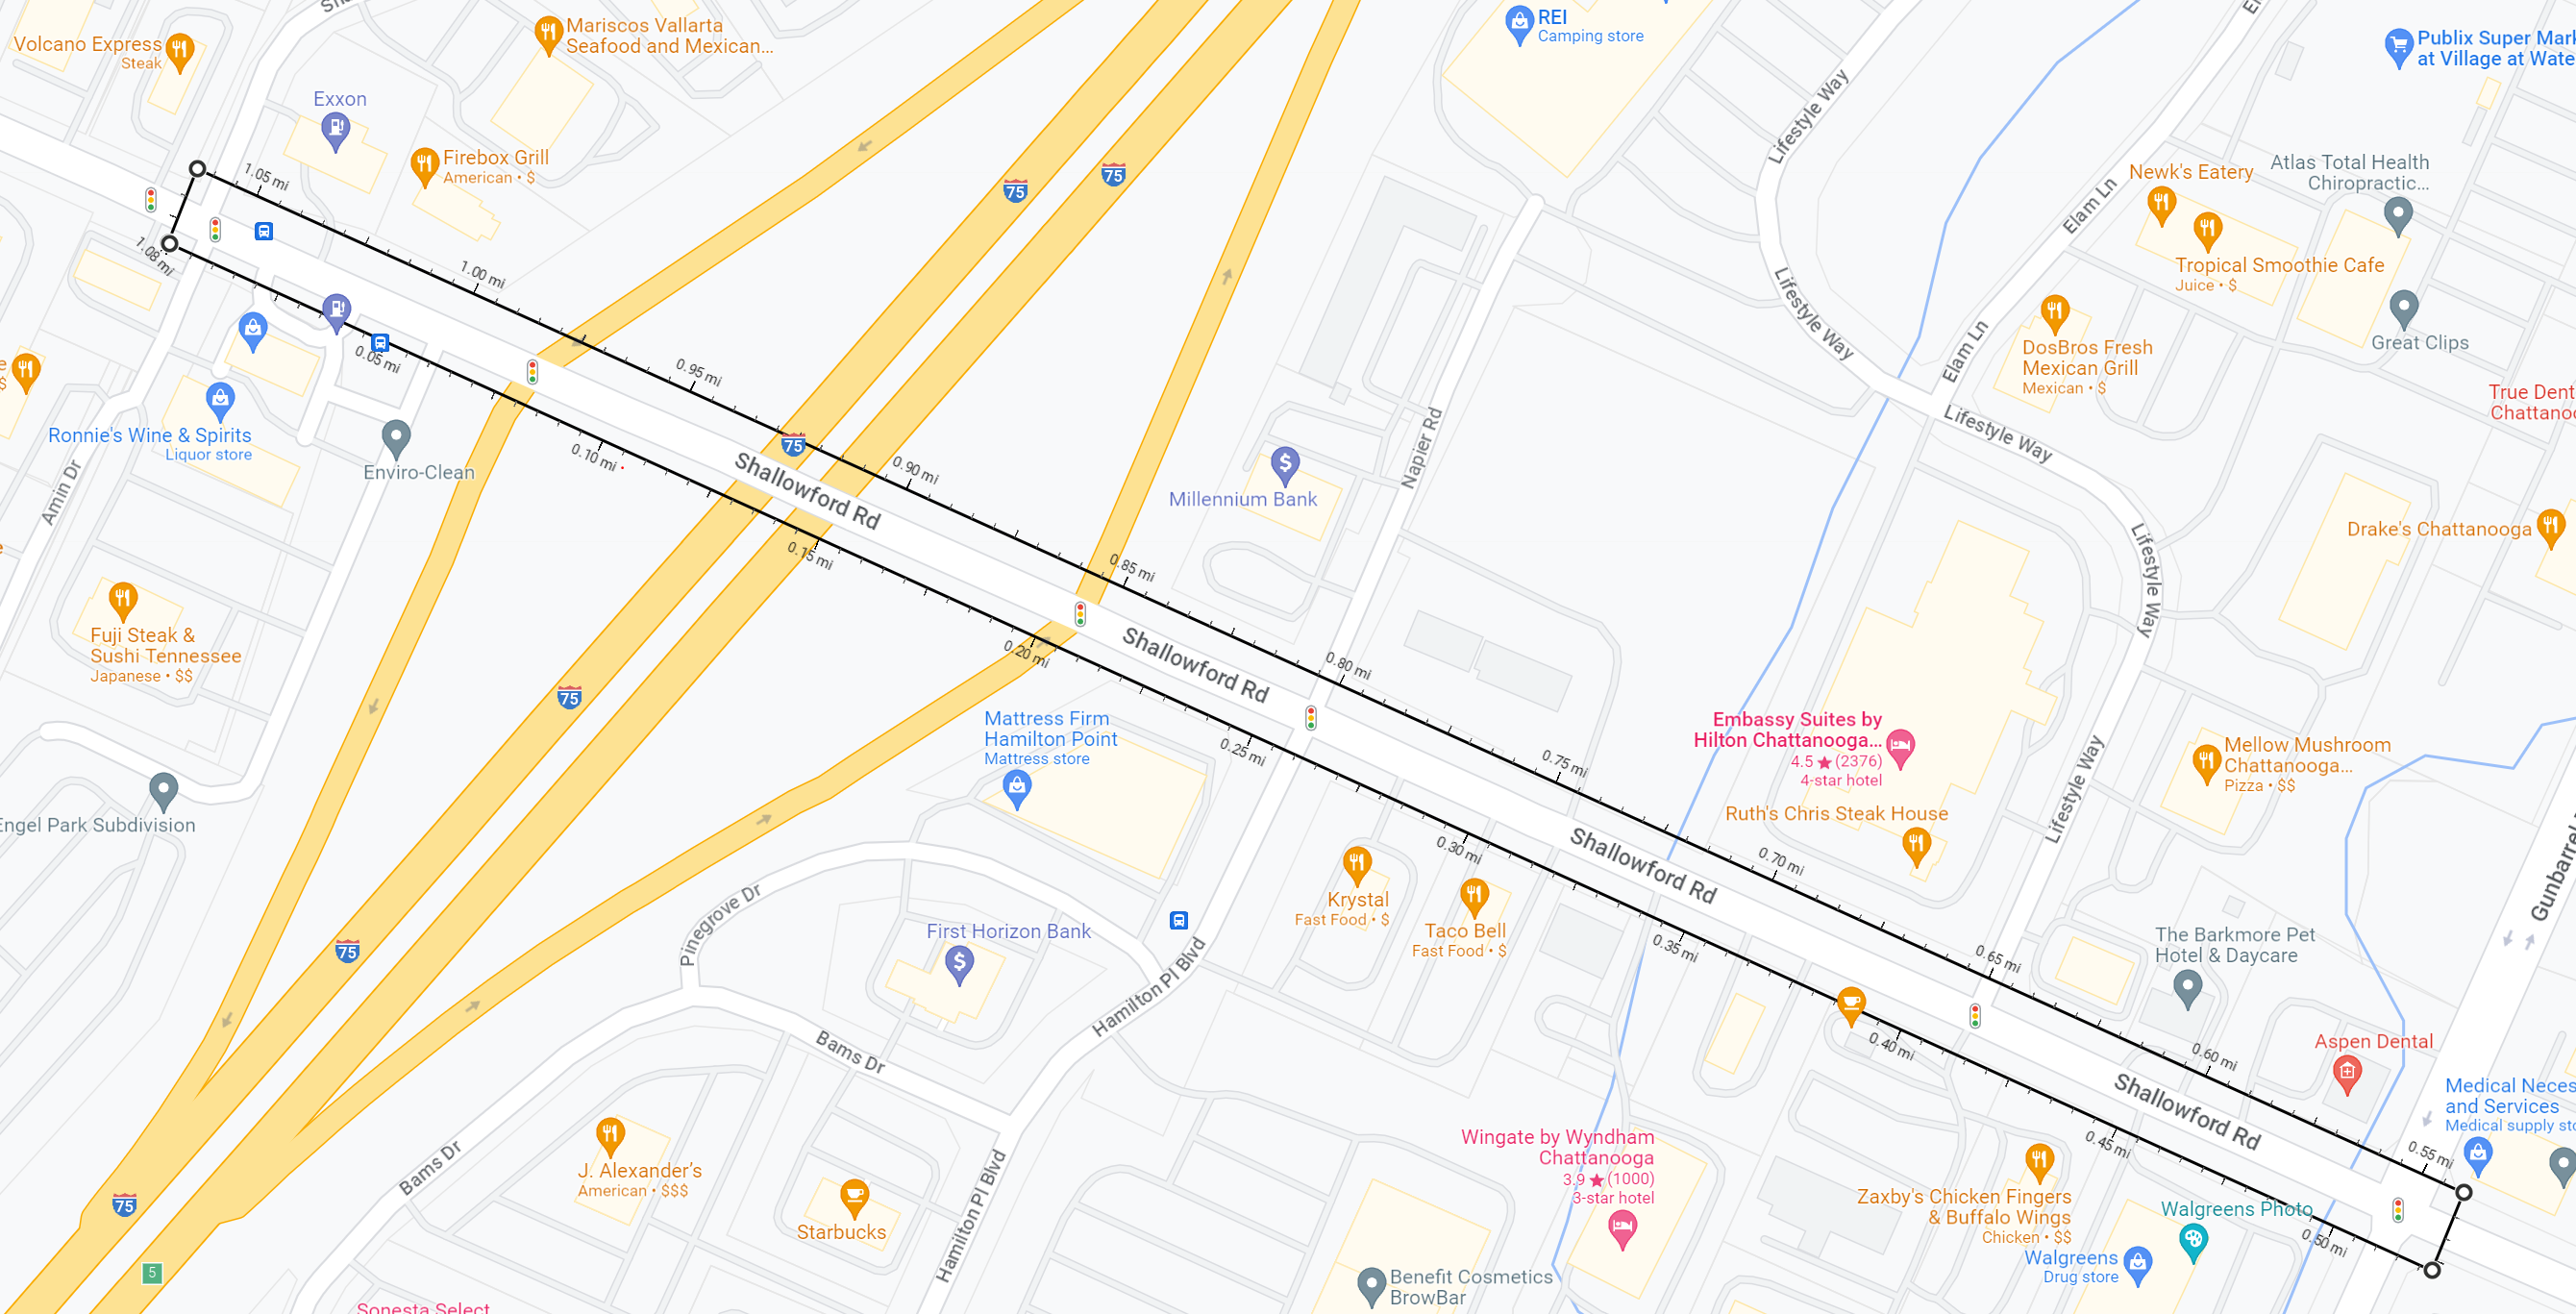 Volcano Express
Steak
Mariscos Vallarta
Seafood and Mexican...
REI
Camping store
Publix Super Mar
at Village at Wate
Exxon
Firebox Grill
American • $
75
75
Lifestyle Way
Elam Ln
Newk's Eatery
Atlas Total Health
Chiropractic...
Tropical Smoothie Cafe
Juice • $
Great Clips
DosBros Fresh
Mexican Grill
Mexican • $
True Dent
Chattano
Lifestyle Way
Elam Ln
Lifestyle Way
Lifestyle Way
1.05 mi
1.08 mi
1.00 mi
0.95 mi
0.90 mi
0.85 mi
0.80 mi
0.75 mi
0.70 mi
0.65 mi
0.60 mi
0.55 mi
0.05 mi
0.10 mi
0.15 mi
0.20 mi
0.25 mi
0.30 mi
0.35 mi
0.40 mi
0.45 mi
0.50 mi
Ronnie's Wine & Spirits
Liquor store
Enviro-Clean
Amin Dr
75
Shallowford Rd
Millennium Bank
Napier Rd
Drake's Chattanooga
Fuji Steak &
Sushi Tennessee
Japanese • $$
75
Shallowford Rd
Mattress Firm
Hamilton Point
Mattress store
Embassy Suites by
Hilton Chattanooga...
4.5 ★ (2376)
4-star hotel
Ruth's Chris Steak House
Lifestyle Way
Mellow Mushroom
Chattanooga...
Pizza • $$
Engel Park Subdivision
Shallowford Rd
Krystal
Fast Food • $
Taco Bell
Fast Food • $
Pinegrove Dr
First Horizon Bank
Hamilton Pl Blvd
75
Gunbarrel
The Barkmore Pet
Hotel & Daycare
Aspen Dental
Bams Dr
Shallowford Rd
Medical Neces
and Services
Medical supply sto
J. Alexander's
American • $$$
Bams Dr
Starbucks
Hamilton Pl Blvd
Wingate by Wyndham
Chattanooga
3.9 ★ (1000)
3-star hotel
Zaxby's Chicken Fingers
& Buffalo Wings
Chicken • $$
Walgreens Photo
Walgreens
Drug store
75
5
Benefit Cosmetics
BrowBar
Sonesta Select